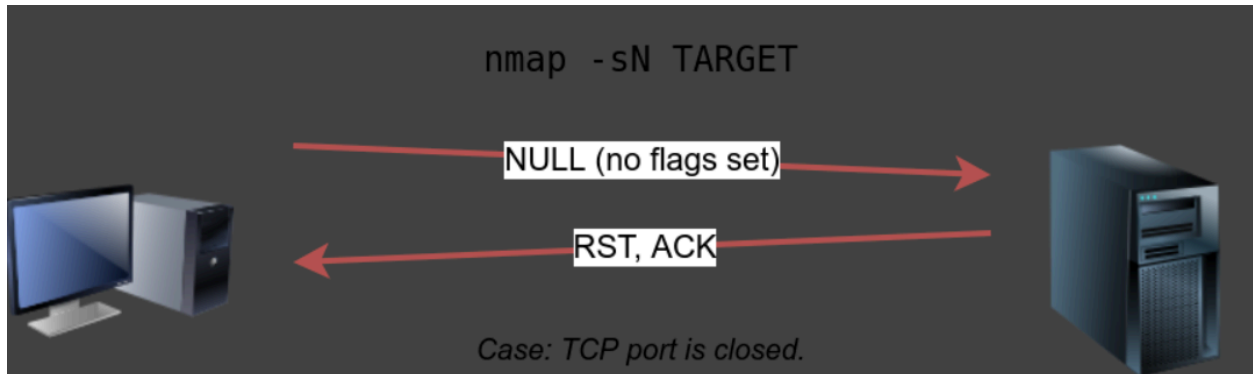 nmap -sN TARGET
NULL (no flags set)
RST, ACK
Case: TCP port is closed.